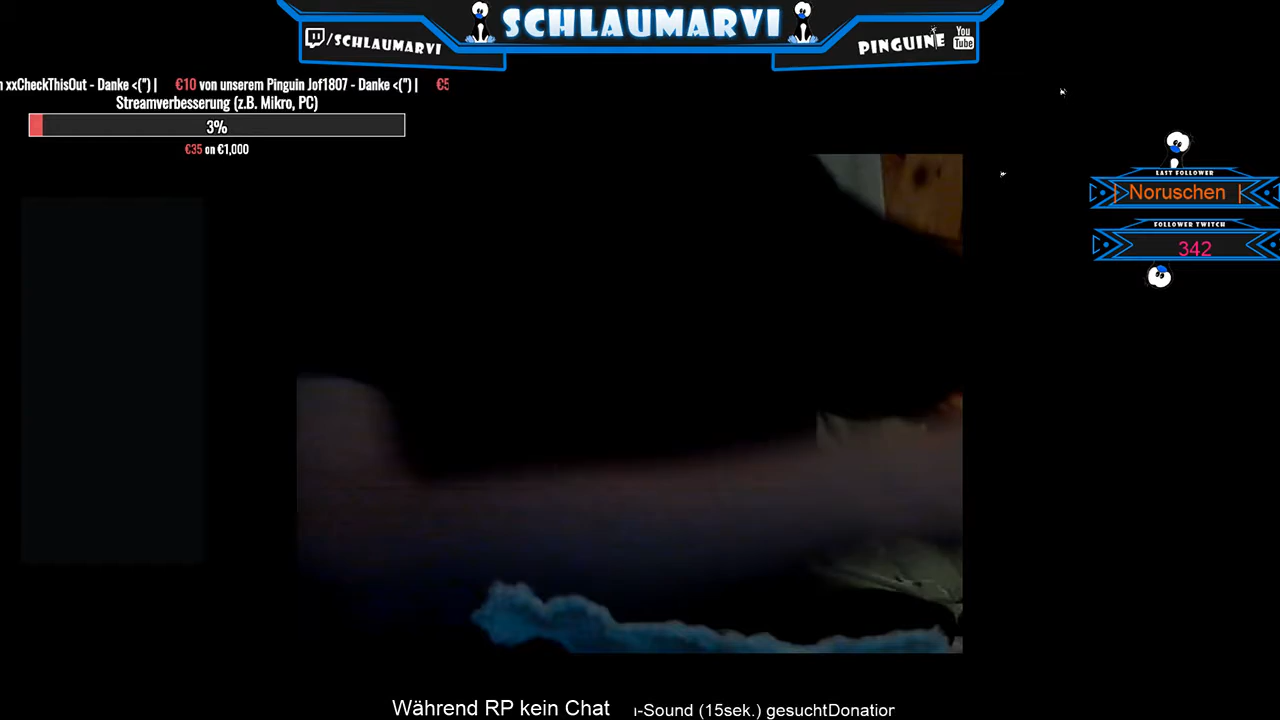 SCHLAUMARVI
/SCHLAUMARVI
PINGUINE
You
Tube
xxCheckThisOut - Danke <(") | €10 von unserem Pinguin Jof1807 - Danke <(") | €5
Streamverbesserung (z.B. Mikro, PC)
3%
€35 on €1,000
LAST FOLLOWER
| Noruschen |
FOLLOWER TWITCH
342
Während RP kein Chat
-Sound (15sek.) gesuchtDonation